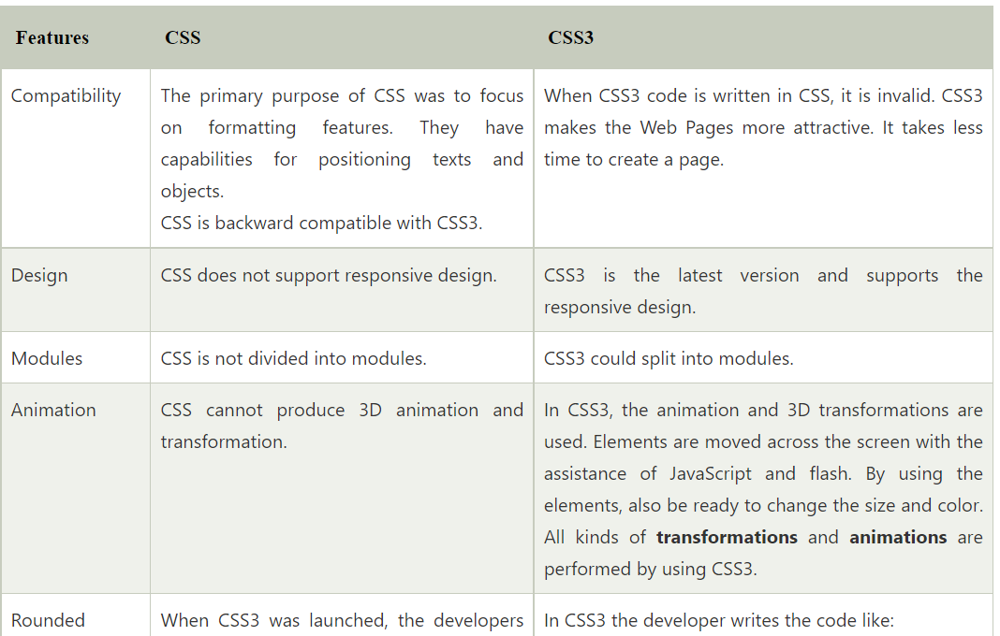 Features CSS CSS3
Compatibility
The primary purpose of CSS was to focus
on formatting features. They have
capabilities for positioning texts and
objects.
CSS is backward compatible with CSS3.
When CSS3 code is written in CSS, it is invalid. CSS3
makes the Web Pages more attractive. It takes less
time to create a page.
Design
CSS does not support responsive design.
CSS3 is the latest version and supports the
responsive design.
Modules
CSS is not divided into modules.
CSS3 could split into modules.
Animation
CSS cannot produce 3D animation and
transformation.
In CSS3, the animation and 3D transformations are
used. Elements are moved across the screen with the
assistance of JavaScript and flash. By using the
elements, also be ready to change the size and color.
All kinds of transformations and animations are
performed by using CSS3.
Rounded
When CSS3 was launched, the developers
In CSS3 the developer writes the code like: